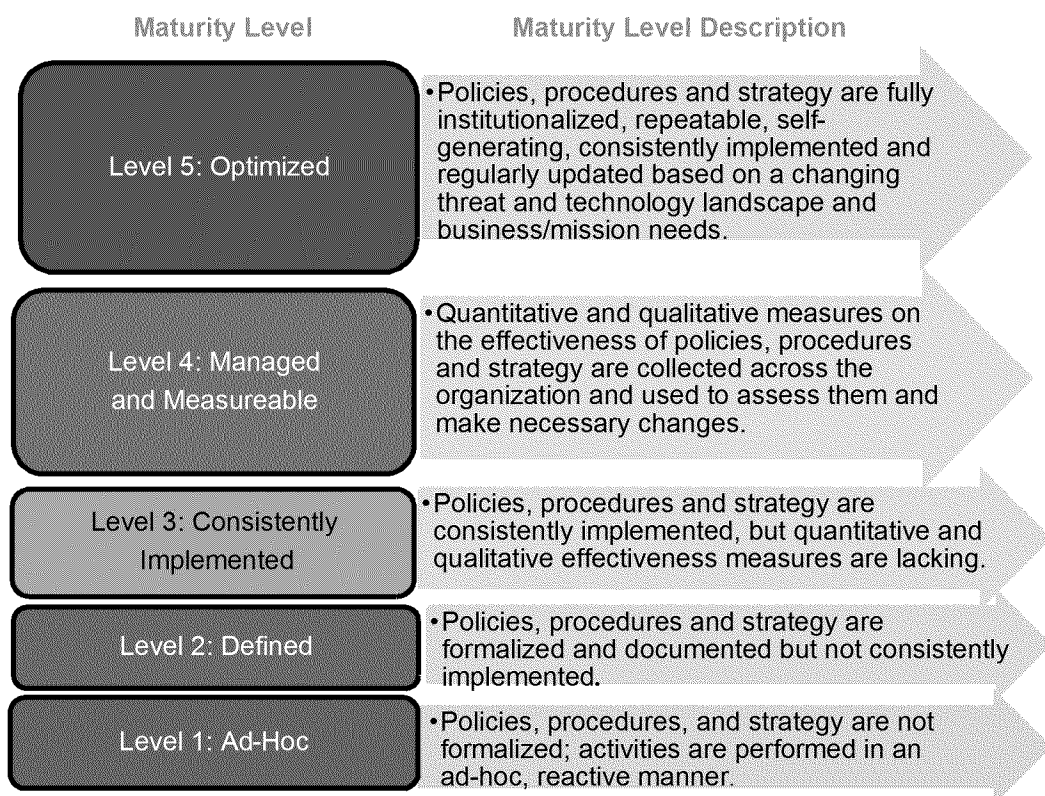 Maturity Level
Maturity Level Description
Level 5: Optimized
•Policies, procedures and strategy are fully
institutionalized, repeatable, self-
generating, consistently implemented and
regularly updated based on a changing
threat and technology landscape and
business/mission needs.
Level 4: Managed
and Measureable
•Quantitative and qualitative measures on
the effectiveness of policies, procedures
and strategy are collected across the
organization and used to assess them and
make necessary changes.
Level 3: Consistently
Implemented
•Policies, procedures and strategy are
consistently implemented, but quantitative and
qualitative effectiveness measures are lacking.
Level 2: Defined
•Policies, procedures and strategy are
formalized and documented but not consistently
implemented.
Level 1: Ad-Hoc
•Policies, procedures, and strategy are not
formalized; activities are performed in an
ad-hoc, reactive manner.